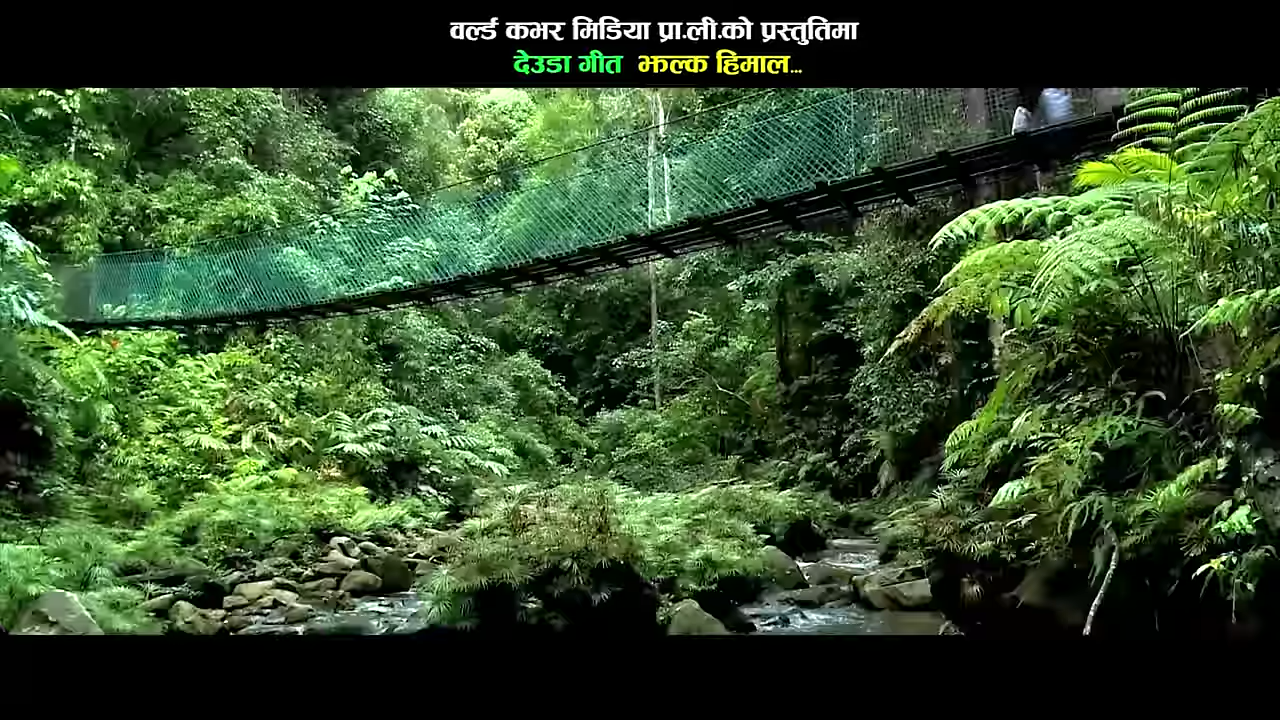 वर्ल्ड कभर मिडिया प्रा.ली.को प्रस्तुतिमा
देउडा गीत झल्क हिमाल...